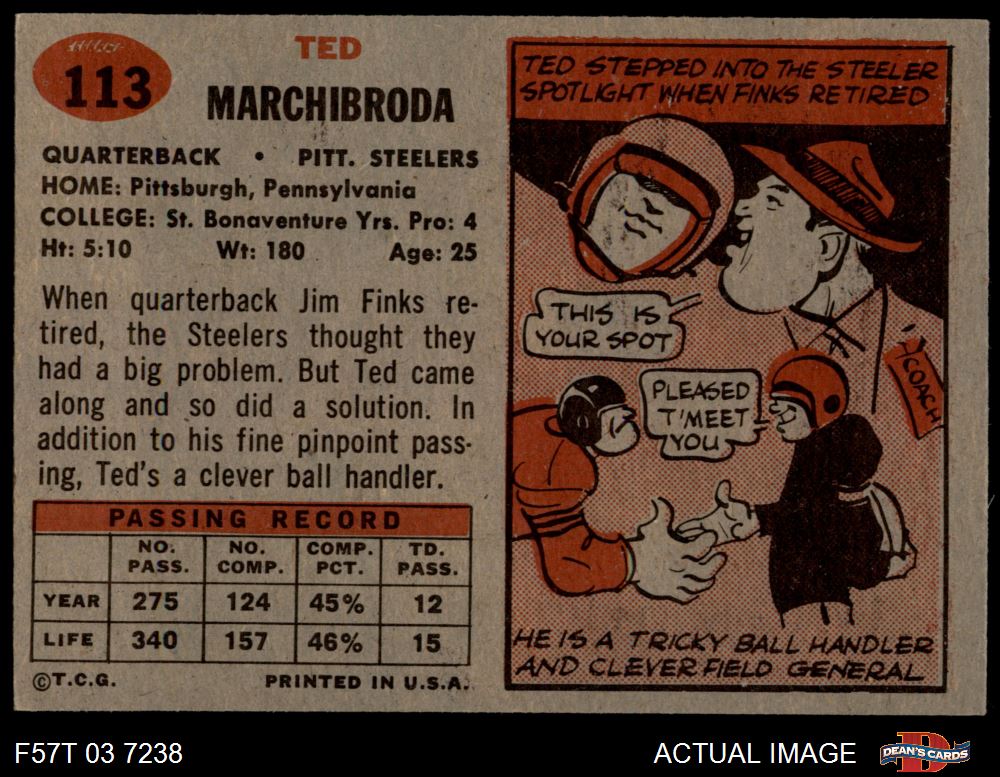 113
TED
MARCHIBRODA
QUARTERBACK • PITT. STEELERS
HOME: Pittsburgh, Pennsylvania
COLLEGE: St. Bonaventure Yrs. Pro: 4
Ht: 5:10 Wt: 180 Age: 25
When quarterback Jim Finks re-
tired, the Steelers thought they
had a big problem. But Ted came
along and so did a solution. In
addition to his fine pinpoint pass-
ing, Ted's a clever ball handler.
PASSING RECORD
NO. NO. COMP. TD.
PASS. COMP. PCT. PASS.
YEAR 275 124 45% 12
LIFE 340 157 46% 15
©T.C.G. PRINTED IN U.S.A.
TED STEPPED INTO THE STEELER
SPOTLIGHT WHEN FINKS RETIRED
THIS IS
YOUR SPOT
COACH
PLEASED
T'MEET
YOU
HE IS A TRICKY BALL HANDLER
AND CLEVER FIELD GENERAL
F57T 03 7238
ACTUAL IMAGE
DEAN'S CARDS